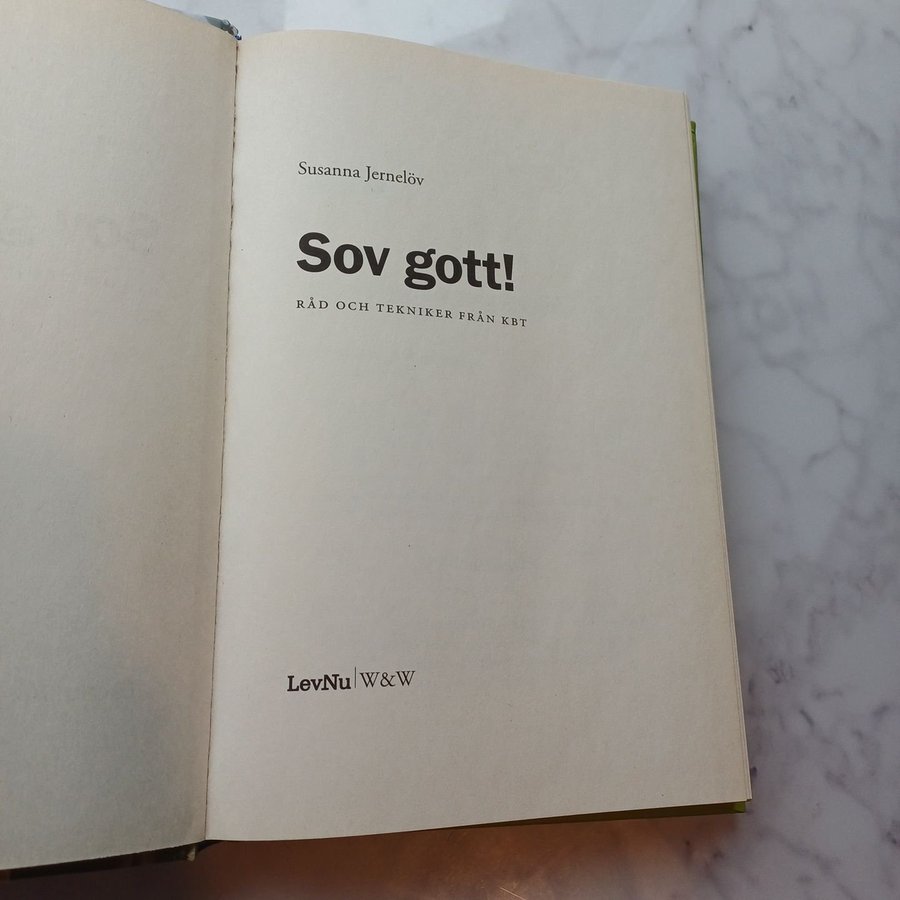 Susanna Jernelöv
Sov gott!
RÅD OCH TEKNIKER FRÅN KBT
LevNu|W&W